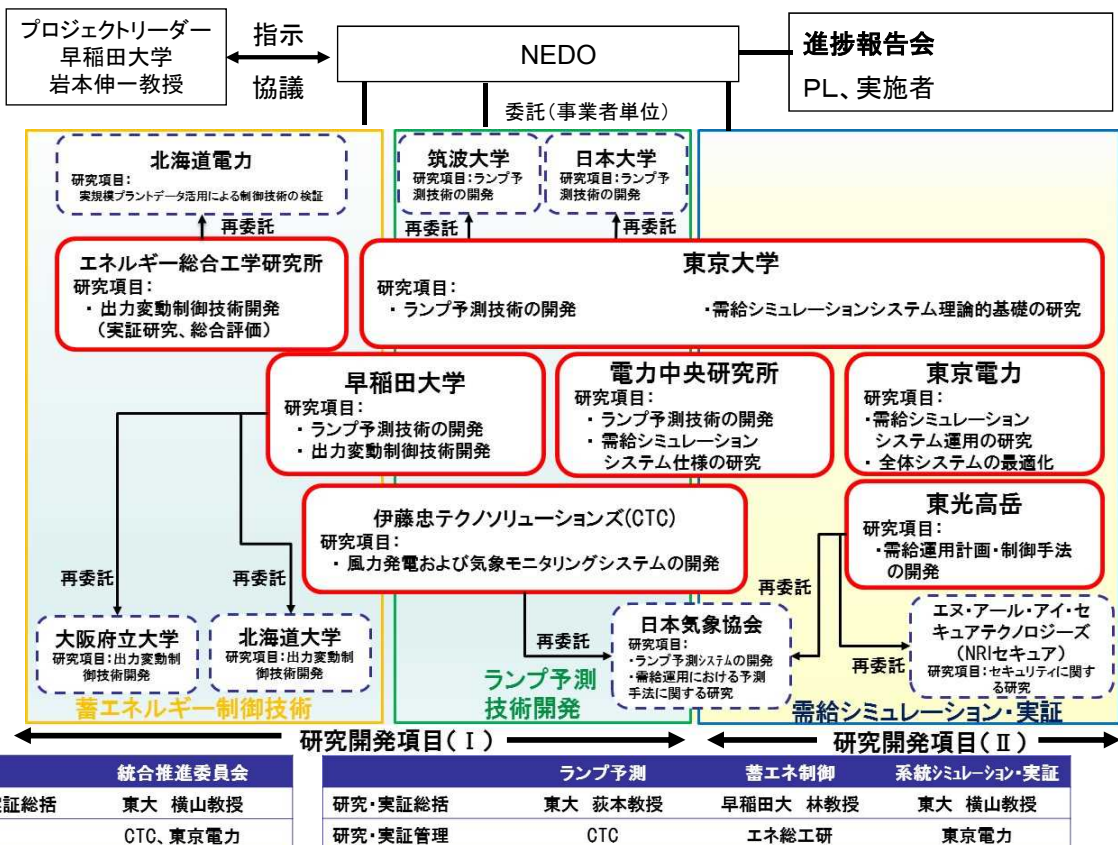 プロジェクトリーダー
早稲田大学
岩本伸一教授
指示
協議
NEDO
進捗報告会
PL、実施者
委託(事業者単位)
北海道電力
研究項目:
実規模プラントデータ活用による制御技術の検証
再委託
エネルギー総合工学研究所
研究項目:
・出力変動制御技術開発
(実証研究、総合評価)
筑波大学
研究項目:ランプ予
測技術の開発
日本大学
研究項目:ランプ予
測技術の開発
再委託
再委託
東京大学
研究項目:
・ランプ予測技術の開発
・需給シミュレーションシステム理論的基礎の研究
早稲田大学
研究項目:
・ランプ予測技術の開発
・出力変動制御技術開発
電力中央研究所
研究項目:
・ランプ予測技術の開発
・需給シミュレーション
システム仕様の研究
東京電力
研究項目:
・需給シミュレーション
システム運用の研究
・全体システムの最適化
伊藤忠テクノソリューションズ(CTC)
研究項目:
・風力発電および気象モニタリングシステムの開発
東光高岳
研究項目:
・需給運用計画・制御手法
の開発
再委託
再委託
再委託
再委託
再委託
大阪府立大学
研究項目:出力変動制
御技術開発
北海道大学
研究項目:出力変動制
御技術開発
日本気象協会
研究項目:
・ランプ予測システムの開発
・需給運用における予測
手法に関する研究
エヌ・アール・アイ・セ
キュアテクノロジーズ
(NRIセキュア)
研究項目:セキュリティに関す
る研究
蓄エネルギー制御技術
ランプ予測
技術開発
需給シミュレーション・実証
研究開発項目(Ⅰ)
研究開発項目(Ⅱ)
統合推進委員会
証総括 東大 横山教授
CTC、東京電力
ランプ予測 蓄エネ制御 系統シミュレーション・実証
研究・実証総括 東大 荻本教授 早稲田大 林教授 東大 横山教授
研究・実証管理 CTC エネ総工研 東京電力